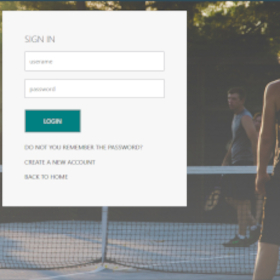 SIGN IN
username
password
LOGIN
DO NOT YOU REMEMBER THE PASSWORD?
CREATE A NEW ACCOUNT
BACK TO HOME